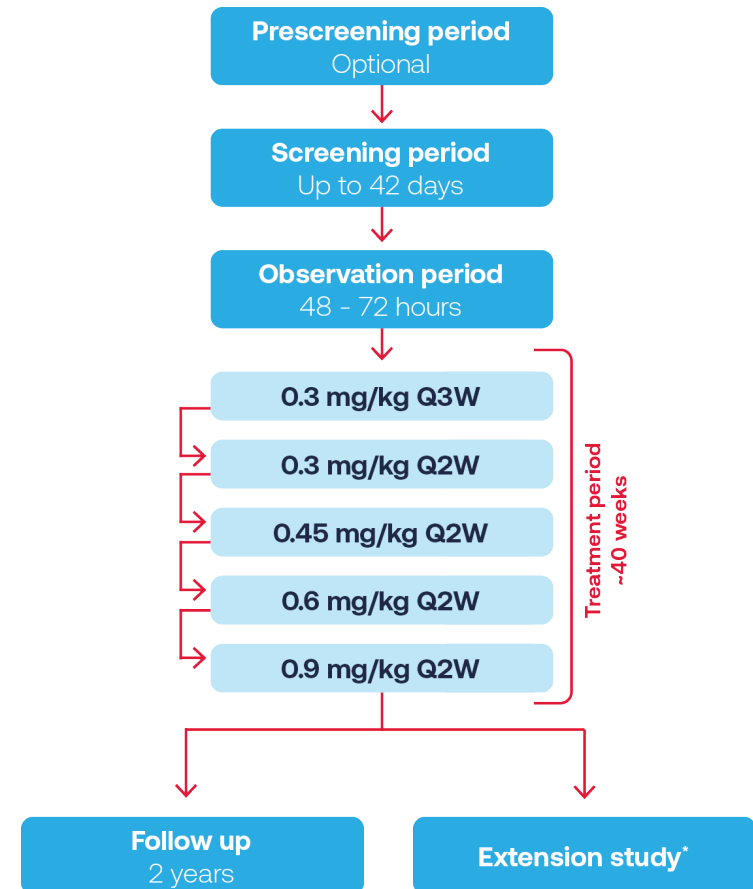 Prescreening period
Optional
Screening period
Up to 42 days
Observation period
48 - 72 hours
0.3 mg/kg Q3W
0.3 mg/kg Q2W
0.45 mg/kg Q2W
0.6 mg/kg Q2W
0.9 mg/kg Q2W
Treatment period
~40 weeks
Follow up
2 years
Extension study*